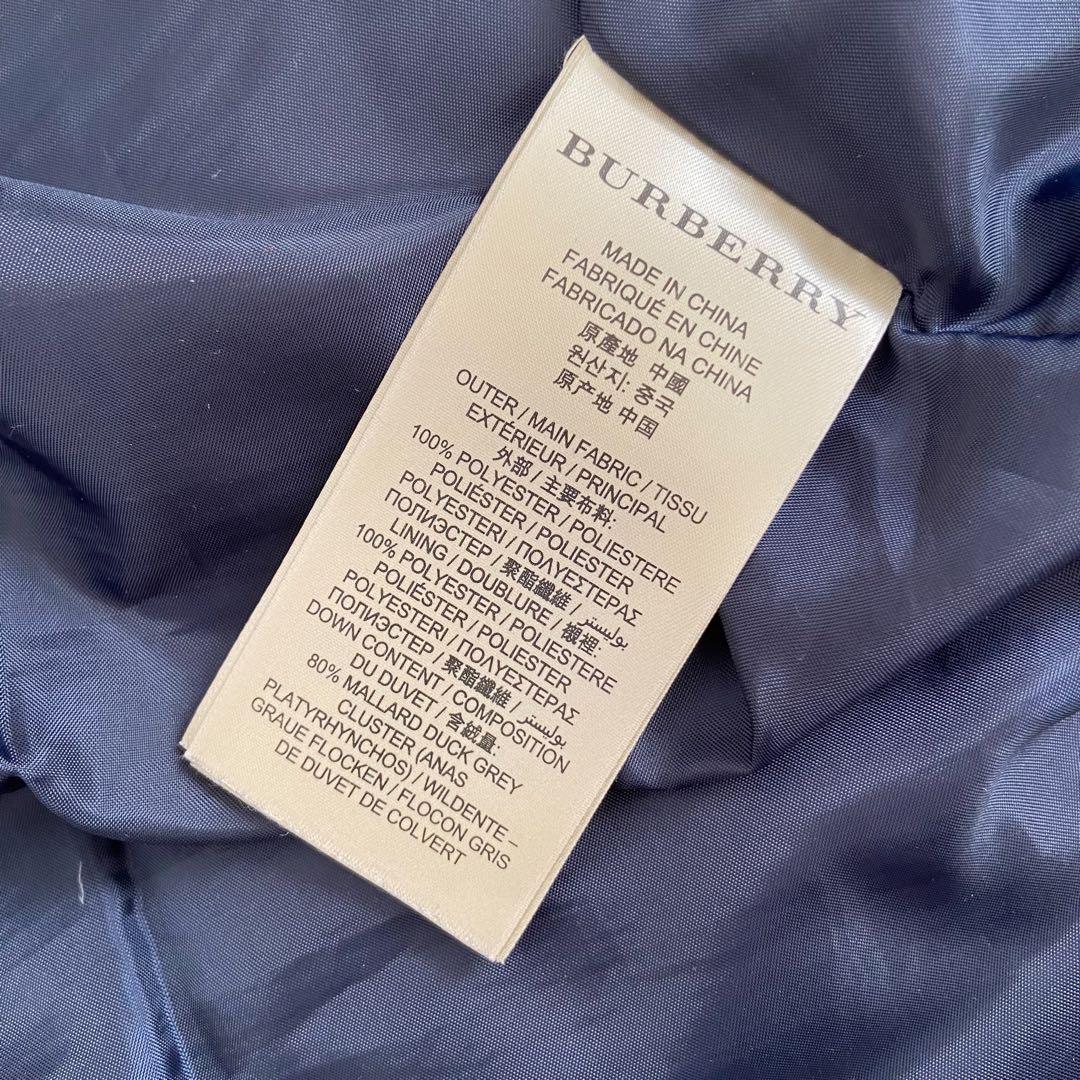 BURBERRY
MADE IN CHINA
FABRIQUÉ EN CHINE
FABRICADO NA CHINA
原產地 中國
원산지: 중국
原产地 中国
OUTER / MAIN FABRIC / TISSU
EXTÉRIEUR / PRINCIPAL
外部 / 主要布料:
100% POLYESTER / POLIESTERE
POLIÉSTER / POLIESTER
POLYESTERI / ΠΟΛΥΕΣΤΕΡΑΣ
ПОЛИЭСТЕР / 聚酯纖維 / بوليستر
LINING / DOUBLURE / 襯裡:
100% POLYESTER / POLIESTERE
POLIÉSTER / POLIESTER
POLYESTERI / ΠΟΛΥΕΣΤΕΡΑΣ
ПОЛИЭСТЕР / 聚酯纖維 / بوليستر
DOWN CONTENT / COMPOSITION
DU DUVET / 含絨量:
80% MALLARD DUCK GREY
CLUSTER (ANAS
PLATYRHYNCHOS) / WILDENTE –
GRAUE FLOCKEN / FLOCON GRIS
DE DUVET DE COLVERT